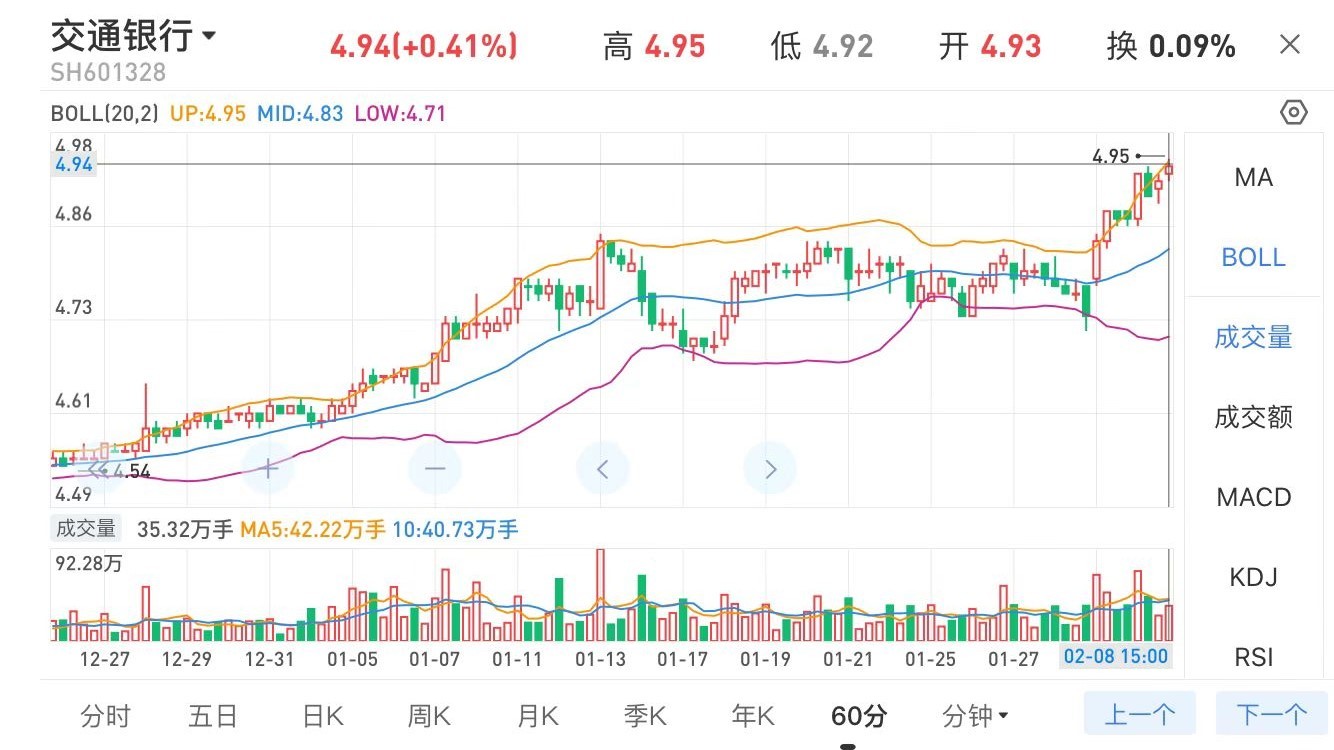 交通银行 4.94(+0.41%) 高 4.95 低 4.92 开 4.93 换 0.09%
SH601328
BOLL(20,2) UP:4.95 MID:4.83 LOW:4.71
4.98
4.94
4.95
4.86
4.73
4.61
4.54
4.49
MA
BOLL
成交量
成交额
MACD
KDJ
RSI
成交量 35.32万手 MA5:42.22万手 10:40.73万手
92.28万
12-27 12-29 12-31 01-05 01-07 01-11 01-13 01-17 01-19 01-21 01-25 01-27 02-08 15:00
分时 五日 日K 周K 月K 季K 年K 60分 分钟 上一个 下一个